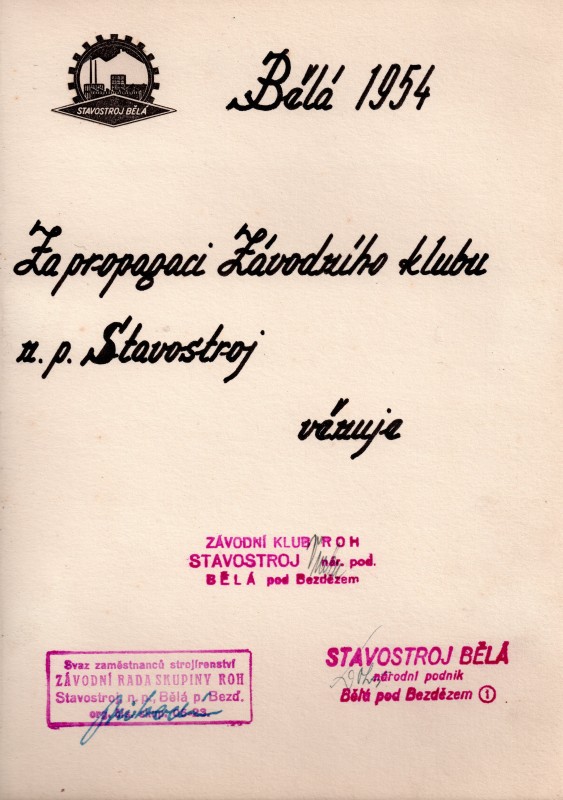 STAVOSTROJ BĚLÁ
Bělá 1954
Za propagaci Závodního klubu
n. p. Stavostroj
věnuje
ZÁVODNÍ KLUB ROH
STAVOSTROJ nár. pod.
BĚLÁ pod Bezdězem
Svaz zaměstnanců strojírenství
ZÁVODNÍ RADA SKUPINY ROH
Stavostroj n. p., Bělá p. Bezd.
STAVOSTROJ BĚLÁ
národní podnik
Bělá pod Bezdězem 1